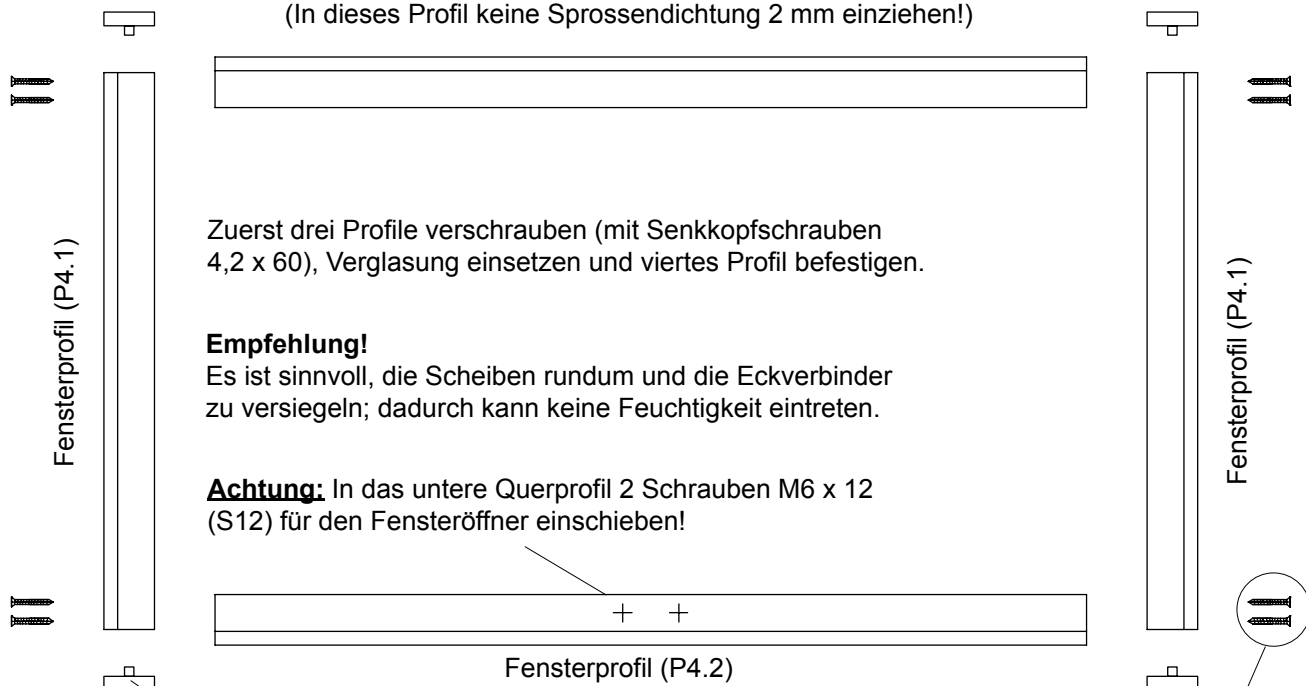 (In dieses Profil keine Sprossendichtung 2 mm einziehen!)
Fensterprofil (P4.1)
Zuerst drei Profile verschrauben (mit Senkkopfschrauben
4,2 x 60), Verglasung einsetzen und viertes Profil befestigen.
Empfehlung!
Es ist sinnvoll, die Scheiben rundum und die Eckverbinder
zu versiegeln; dadurch kann keine Feuchtigkeit eintreten.
Achtung: In das untere Querprofil 2 Schrauben M6 x 12
(S12) für den Fensteröffner einschieben!
Fensterprofil (P4.1)
Fensterprofil (P4.2)